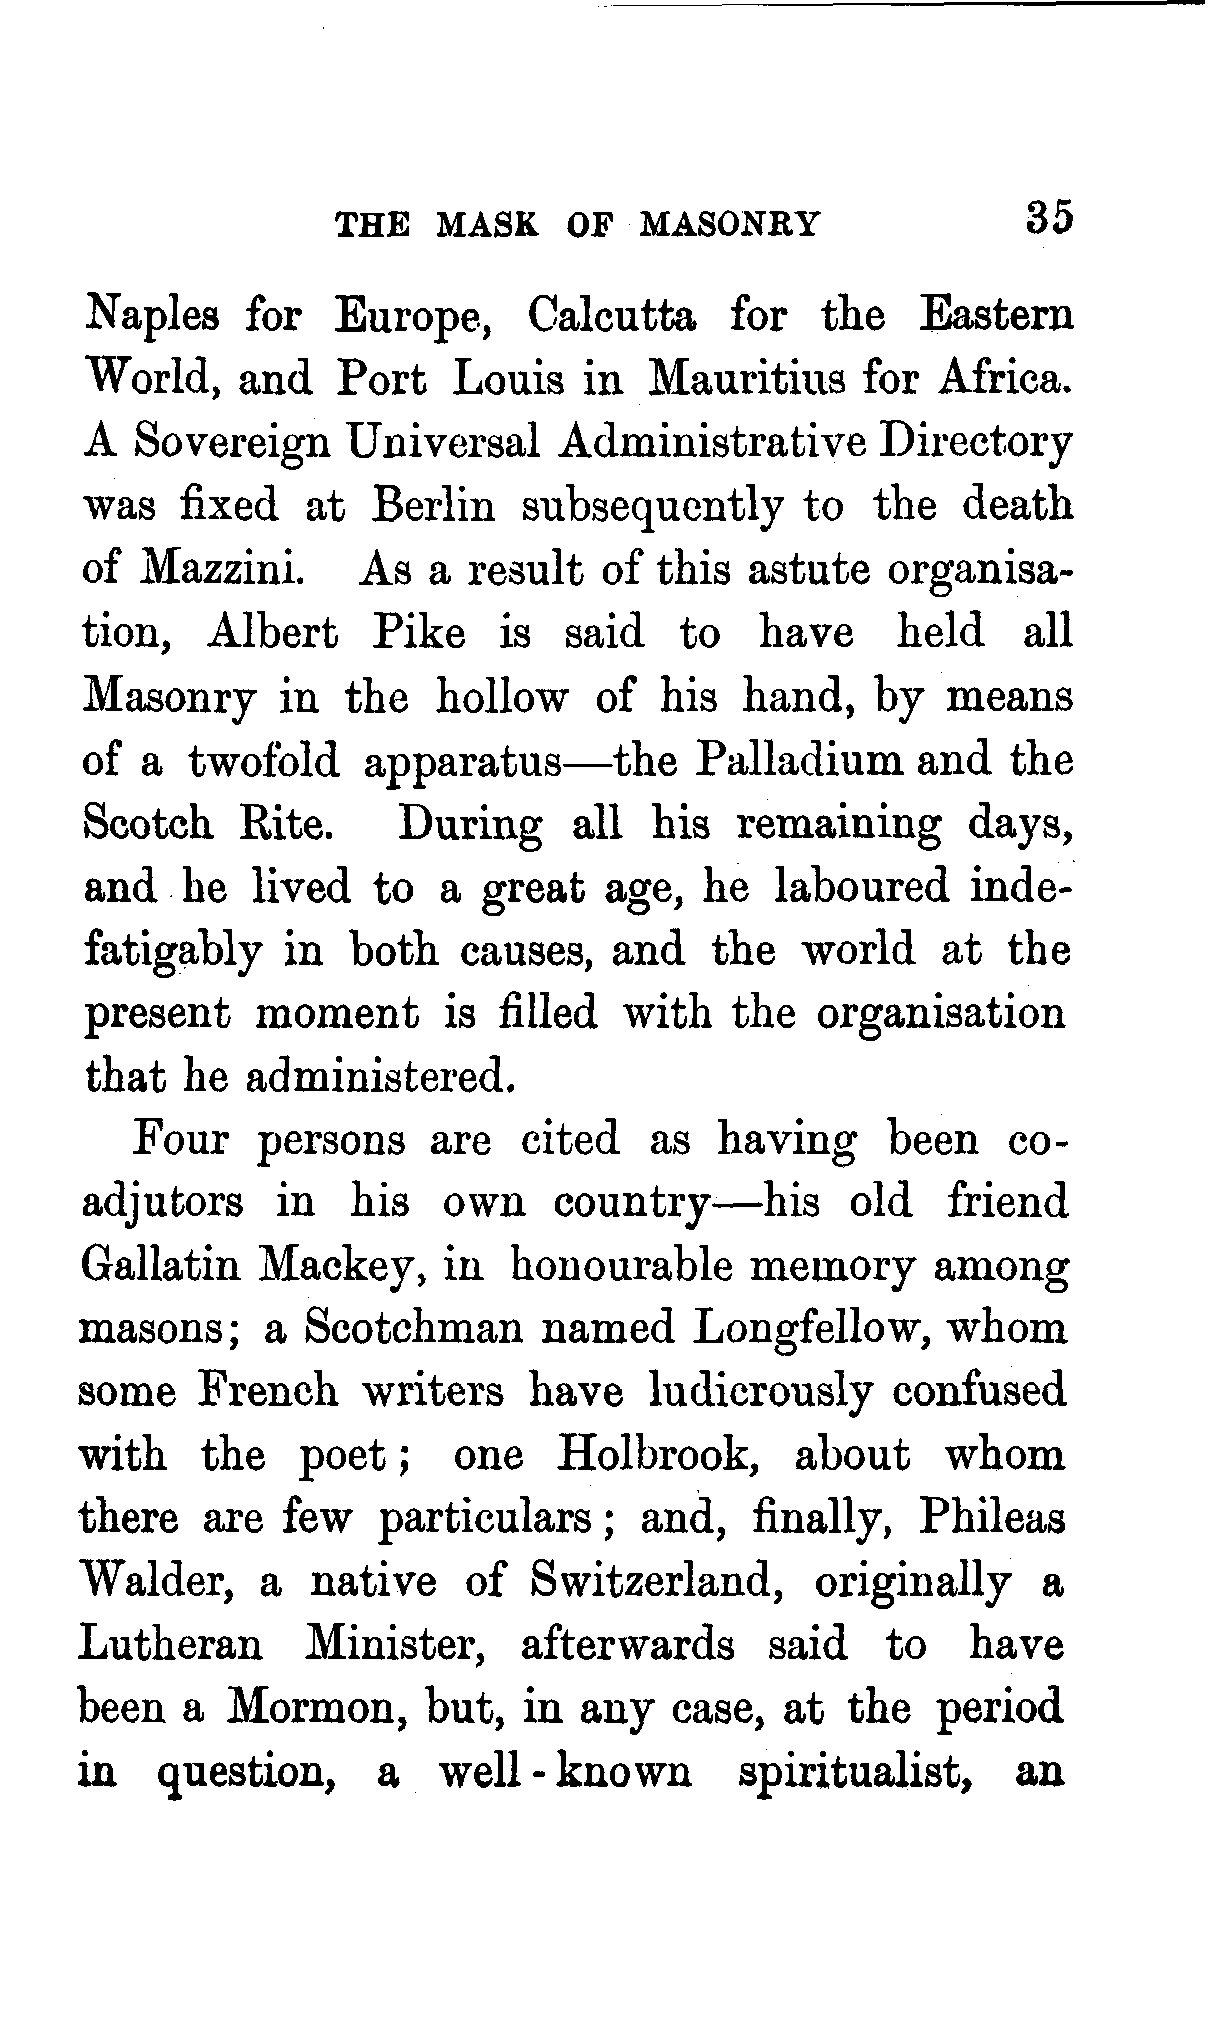 THE MASK OF MASONRY 35
Naples for Europe, Calcutta for the Eastern
World, and Port Louis in Mauritius for Africa.
A Sovereign Universal Administrative Directory
was fixed at Berlin subsequently to the death
of Mazzini. As a result of this astute organisa-
tion, Albert Pike is said to have held all
Masonry in the hollow of his hand, by means
of a twofold apparatus—the Palladium and the
Scotch Rite. During all his remaining days,
and he lived to a great age, he laboured inde-
fatigably in both causes, and the world at the
present moment is filled with the organisation
that he administered.
Four persons are cited as having been co-
adjutors in his own country—his old friend
Gallatin Mackey, in honourable memory among
masons; a Scotchman named Longfellow, whom
some French writers have ludicrously confused
with the poet; one Holbrook, about whom
there are few particulars; and, finally, Phileas
Walder, a native of Switzerland, originally a
Lutheran Minister, afterwards said to have
been a Mormon, but, in any case, at the period
in question, a well-known spiritualist, an